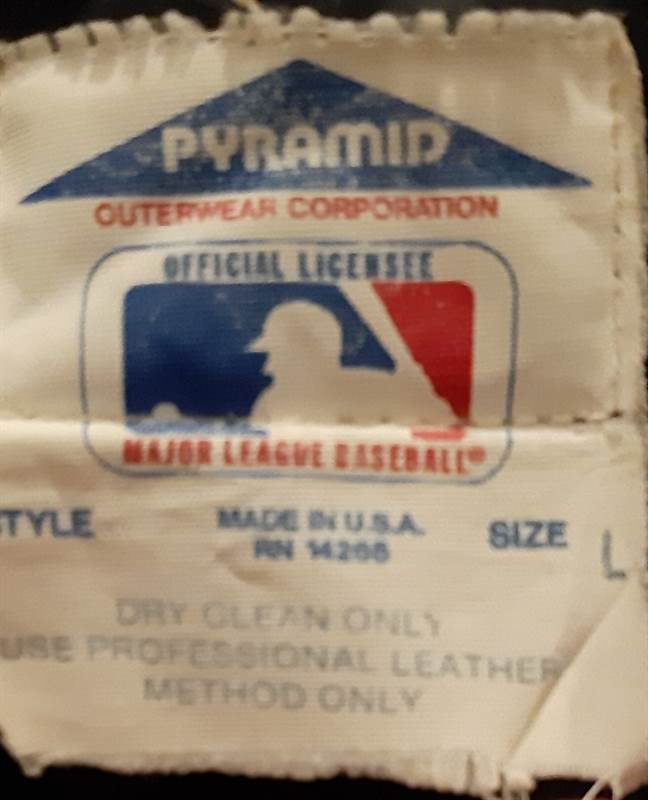 PYRAMID
OUTERWEAR CORPORATION
OFFICIAL LICENSEE
MAJOR LEAGUE BASEBALL®
STYLE MADE IN U.S.A. SIZE L
RN 14266
DRY CLEAN ONLY
USE PROFESSIONAL LEATHER
METHOD ONLY